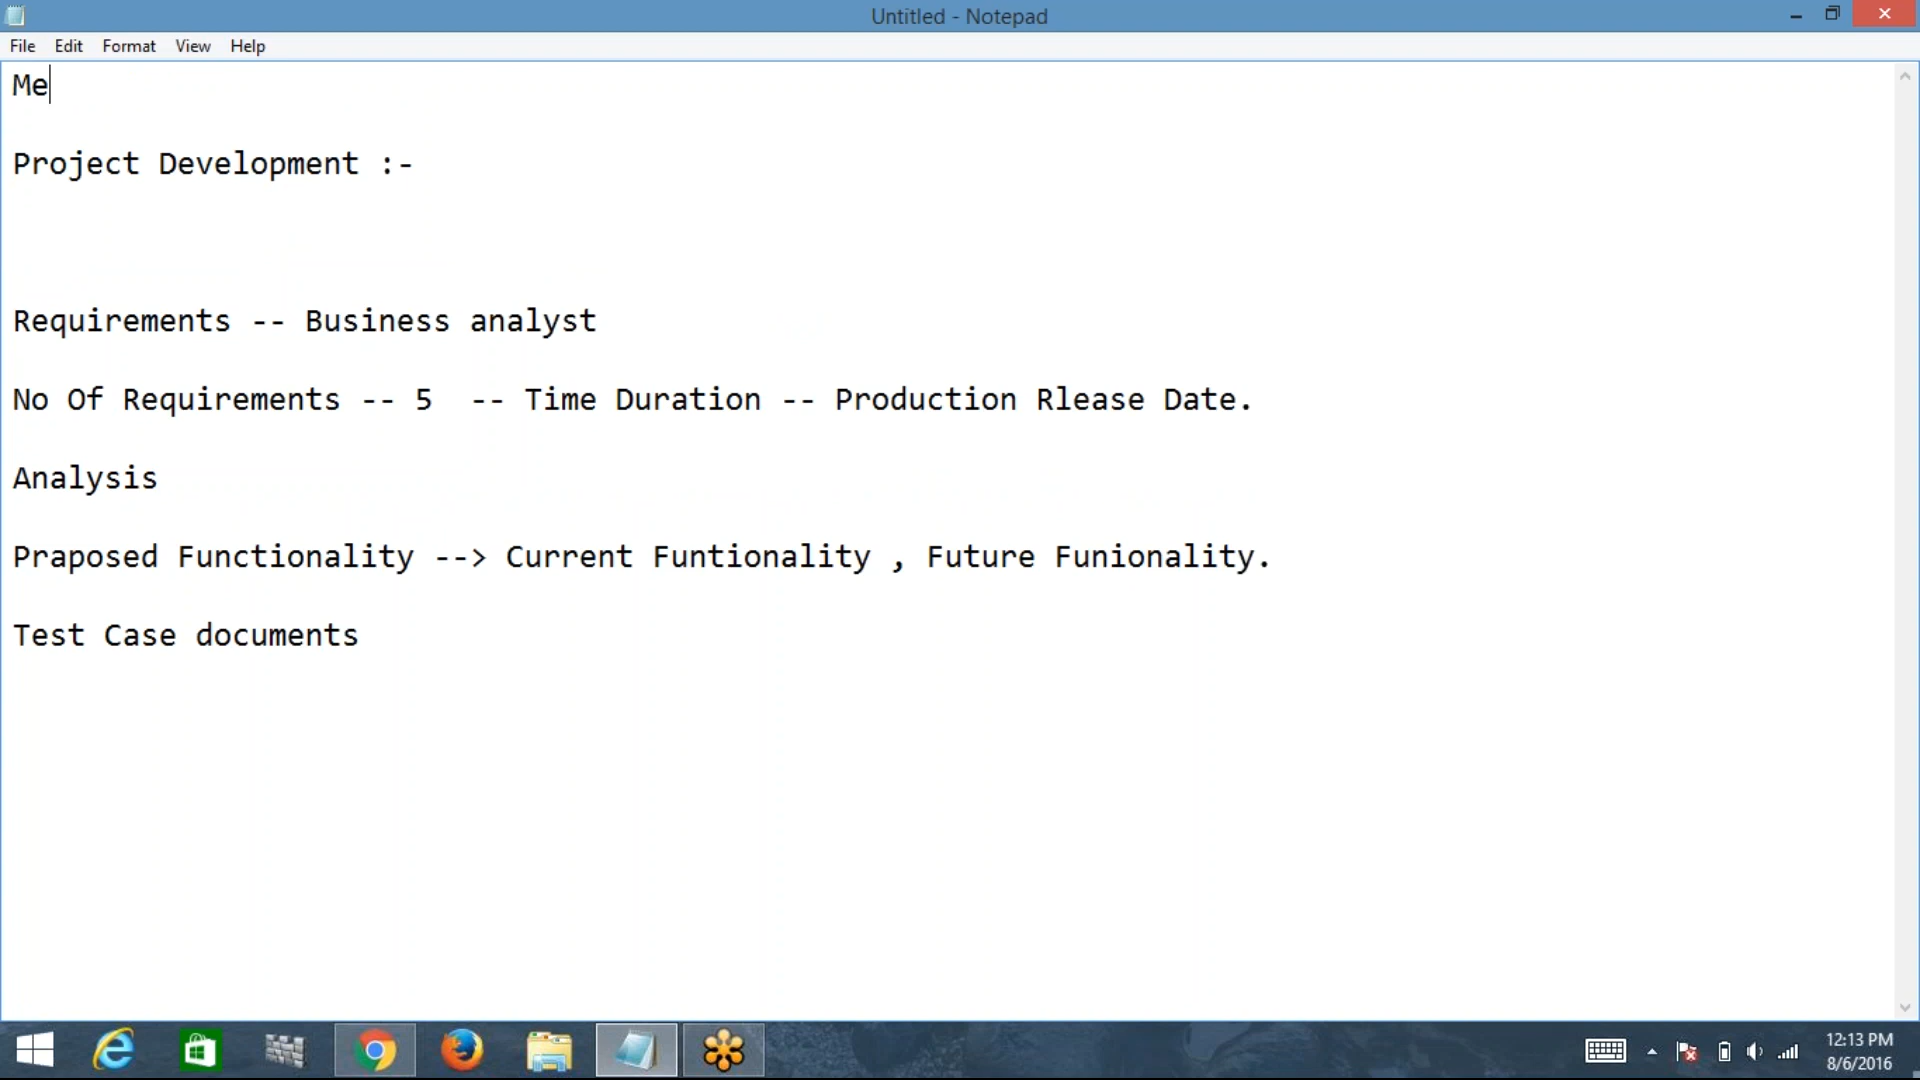 Untitled - Notepad
File Edit Format View Help
Me
Project Development :-
Requirements -- Business analyst
No Of Requirements -- 5  -- Time Duration -- Production Rlease Date.
Analysis
Praposed Functionality --> Current Funtionality , Future Funionality.
Test Case documents
12:13 PM
8/6/2016